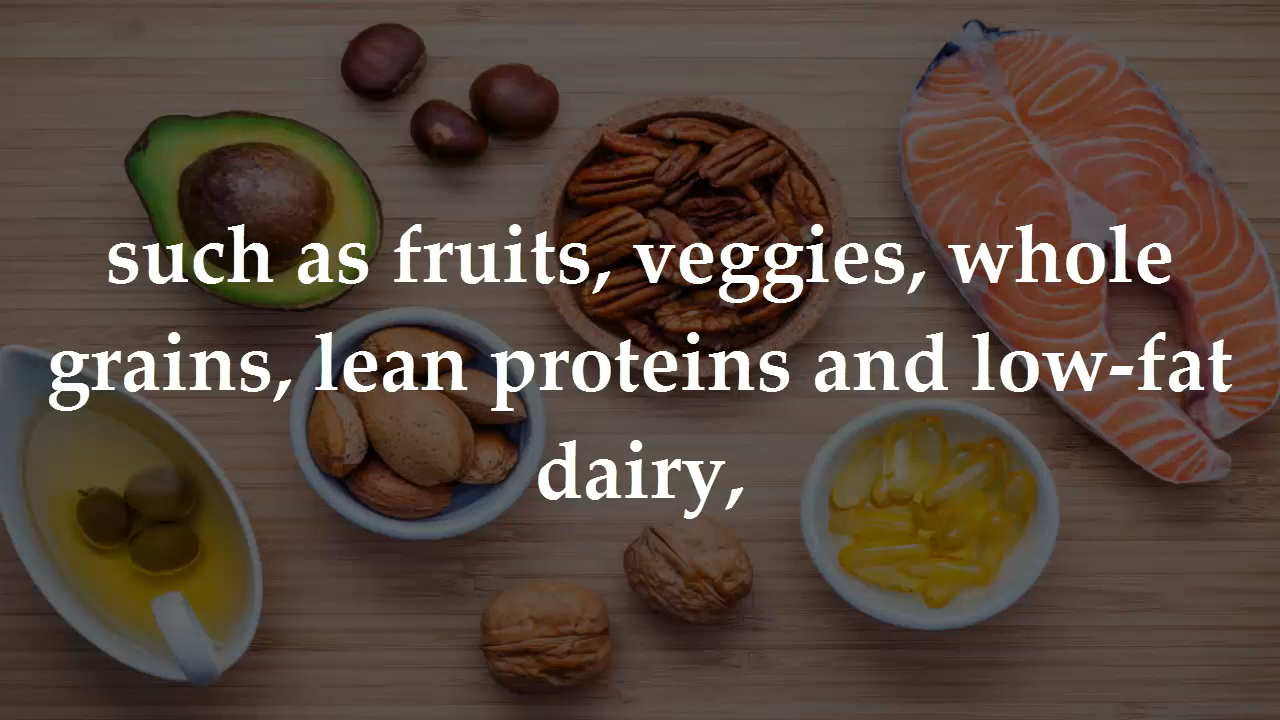 such as fruits, veggies, whole
grains, lean proteins and low-fat
dairy,